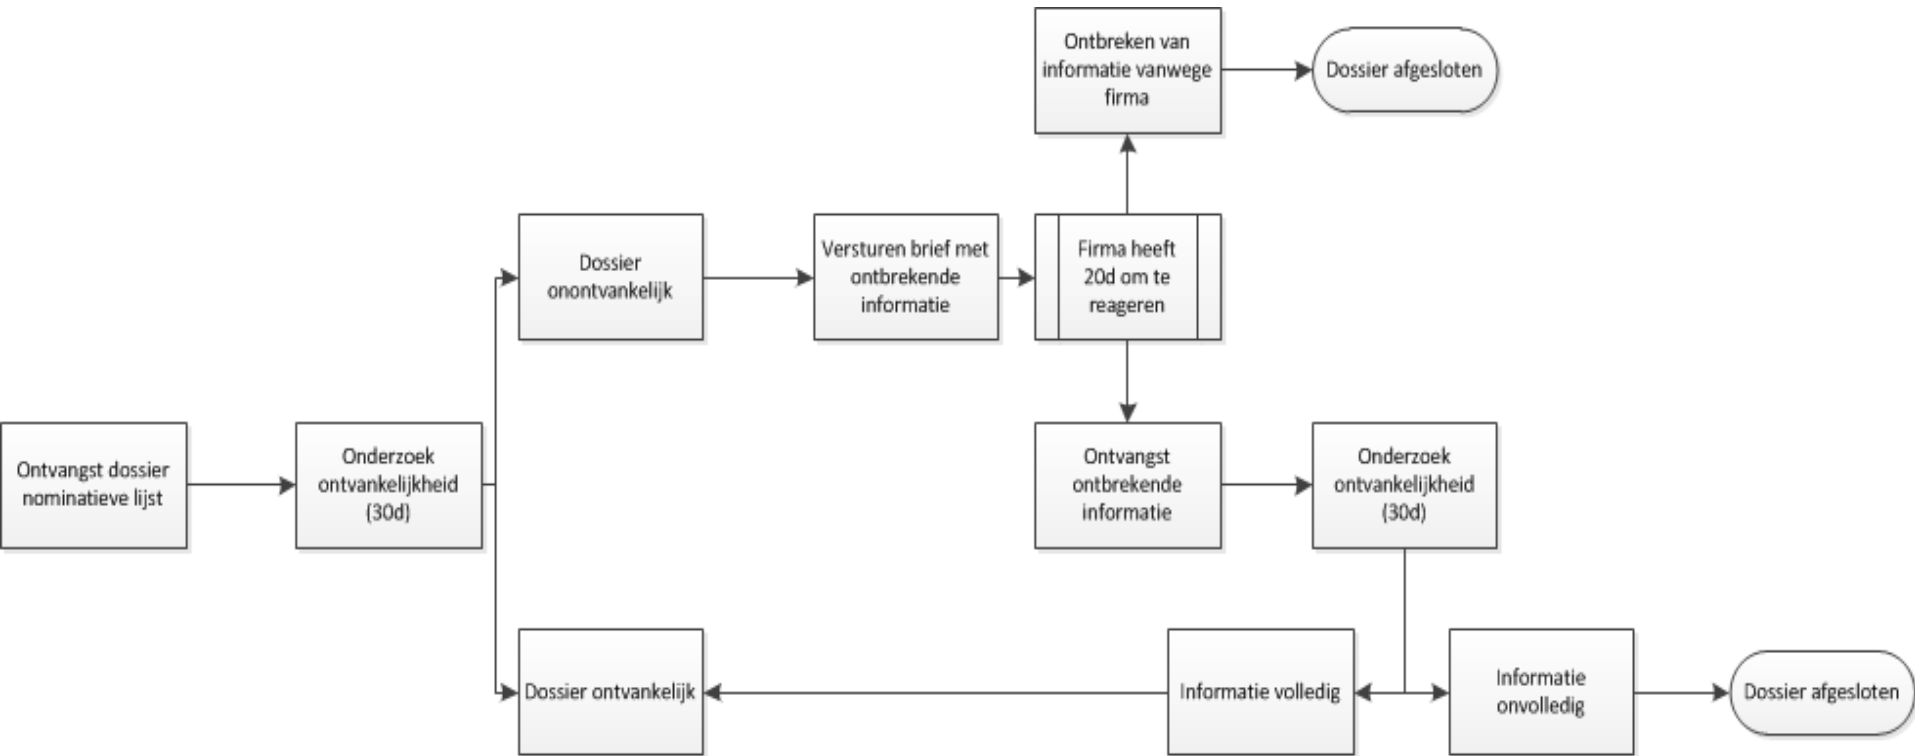 Ontbreken van
informatie vanwege
firma
Dossier afgesloten
Dossier
onontvankelijk
Versturen brief met
ontbrekende
informatie
Firma heeft
20d om te
reageren
Ontvangst dossier
nominatieve lijst
Onderzoek
ontvankelijkheid
(30d)
Ontvangst
ontbrekende
informatie
Onderzoek
ontvankelijkheid
(30d)
Dossier ontvankelijk
Informatie volledig
Informatie
onvolledig
Dossier afgesloten